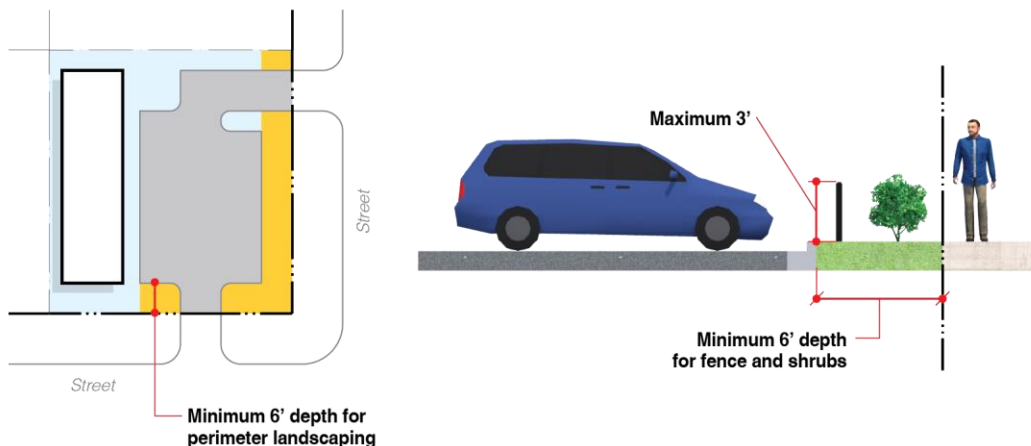 Street
Street
Minimum 6’ depth for
perimeter landscaping
Maximum 3’
Minimum 6’ depth
for fence and shrubs